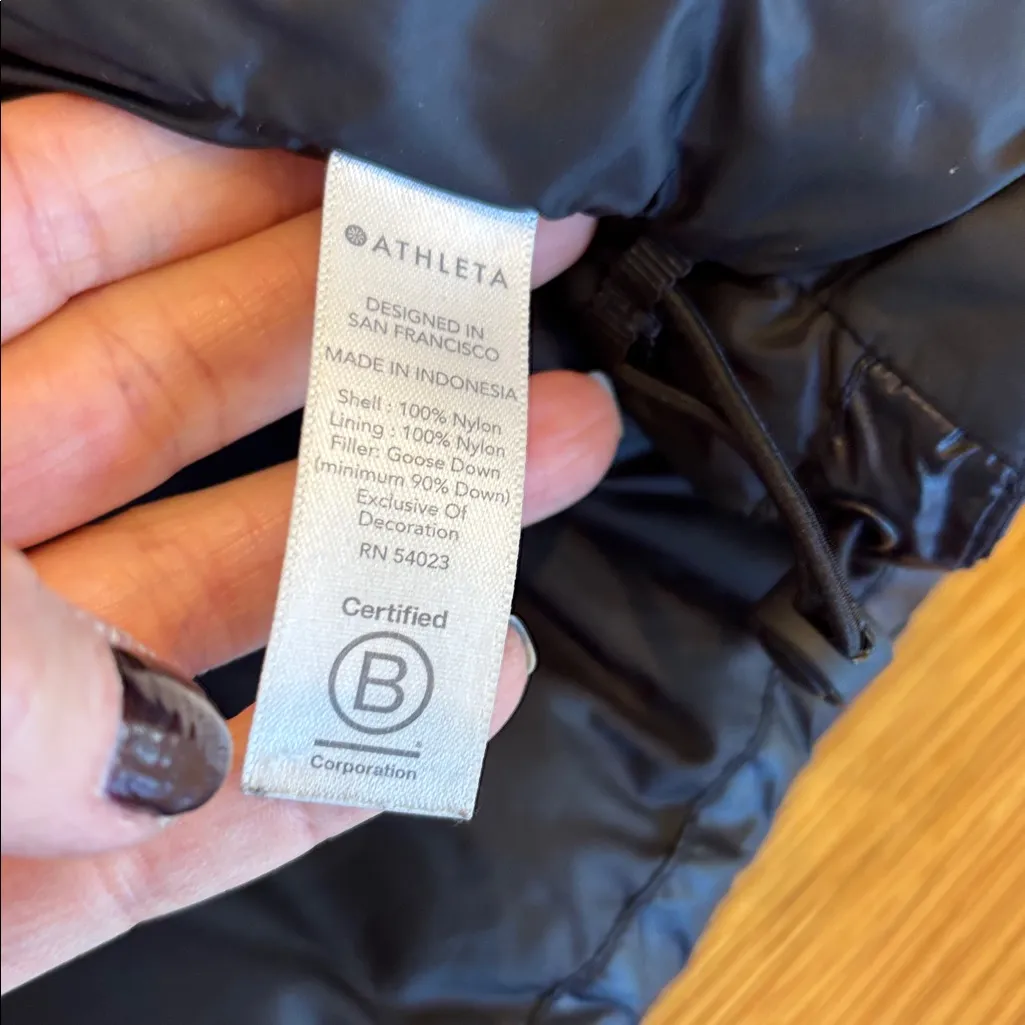 ATHLETA
DESIGNED IN
SAN FRANCISCO
MADE IN INDONESIA
Shell : 100% Nylon
Lining : 100% Nylon
Filler: Goose Down
(minimum 90% Down)
Exclusive Of
Decoration
RN 54023
Certified
B
Corporation